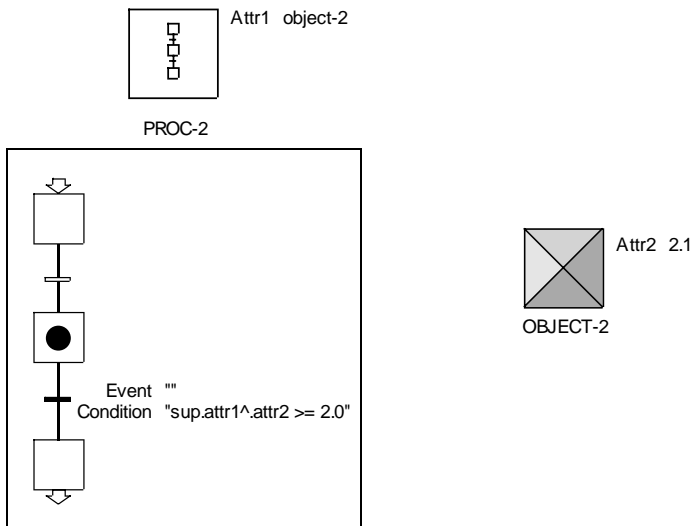 Attr1 object-2
PROC-2
Attr2 2.1
OBJECT-2
Event ""
Condition "sup.attr1^.attr2 >= 2.0"